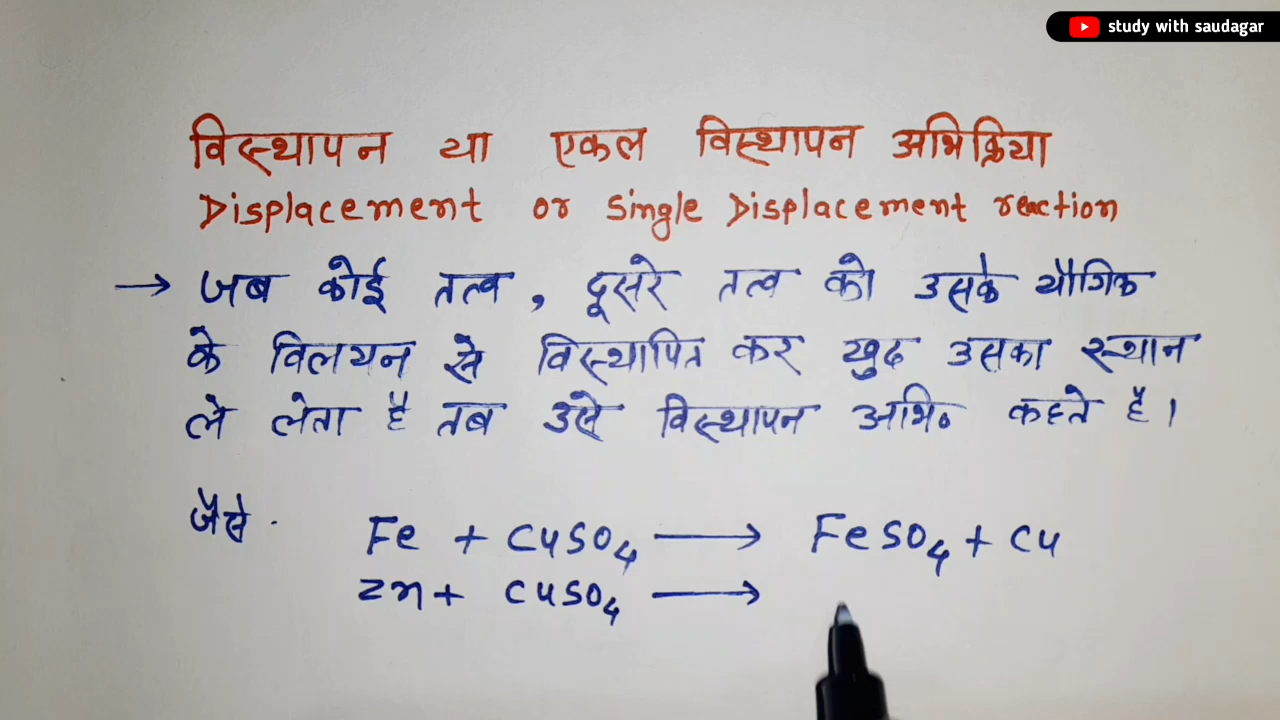 study with saudagar
विस्थापन या एकल विस्थापन अभिक्रिया
Displacement or Single Displacement reaction
→ जब कोई तत्व, दूसरे तत्व को उसके यौगिक
के विलयन से विस्थापित कर खुद उसका स्थान
ले लेता है तब उसे विस्थापन अभि० कहते है।
जैसे. Fe + CuSO4 ⟶ FeSO4 + Cu
Zn + CuSO4 ⟶